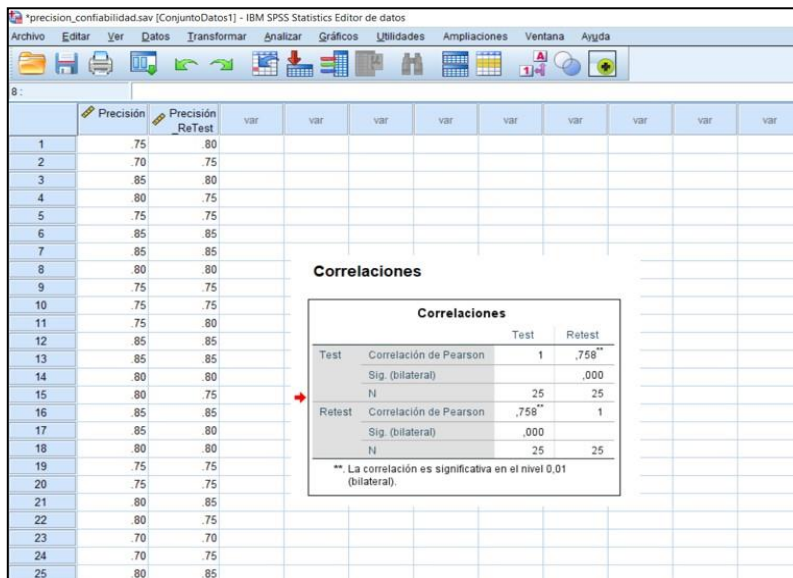 *precision_confiabilidad.sav [ConjuntoDatos1] - IBM SPSS Statistics Editor de datos
Archivo Editar Ver Datos Transformar Analizar Gráficos Utilidades Ampliaciones Ventana Ayuda
8 :
Precisión Precisión_ReTest var var var var var var var var var
1 .75 .80
2 .70 .75
3 .85 .80
4 .80 .75
5 .75 .75
6 .85 .85
7 .85 .85
8 .80 .80
9 .75 .75
10 .75 .75
11 .75 .80
12 .85 .85
13 .85 .85
14 .80 .80
15 .80 .75
16 .85 .85
17 .85 .80
18 .80 .80
19 .75 .75
20 .75 .75
21 .80 .85
22 .80 .75
23 .70 .70
24 .70 .75
25 .80 .85
Correlaciones
Correlaciones
Test Retest
Test Correlación de Pearson 1 ,758**
Sig. (bilateral) ,000
N 25 25
Retest Correlación de Pearson ,758** 1
Sig. (bilateral) ,000
N 25 25
**. La correlación es significativa en el nivel 0,01
(bilateral).